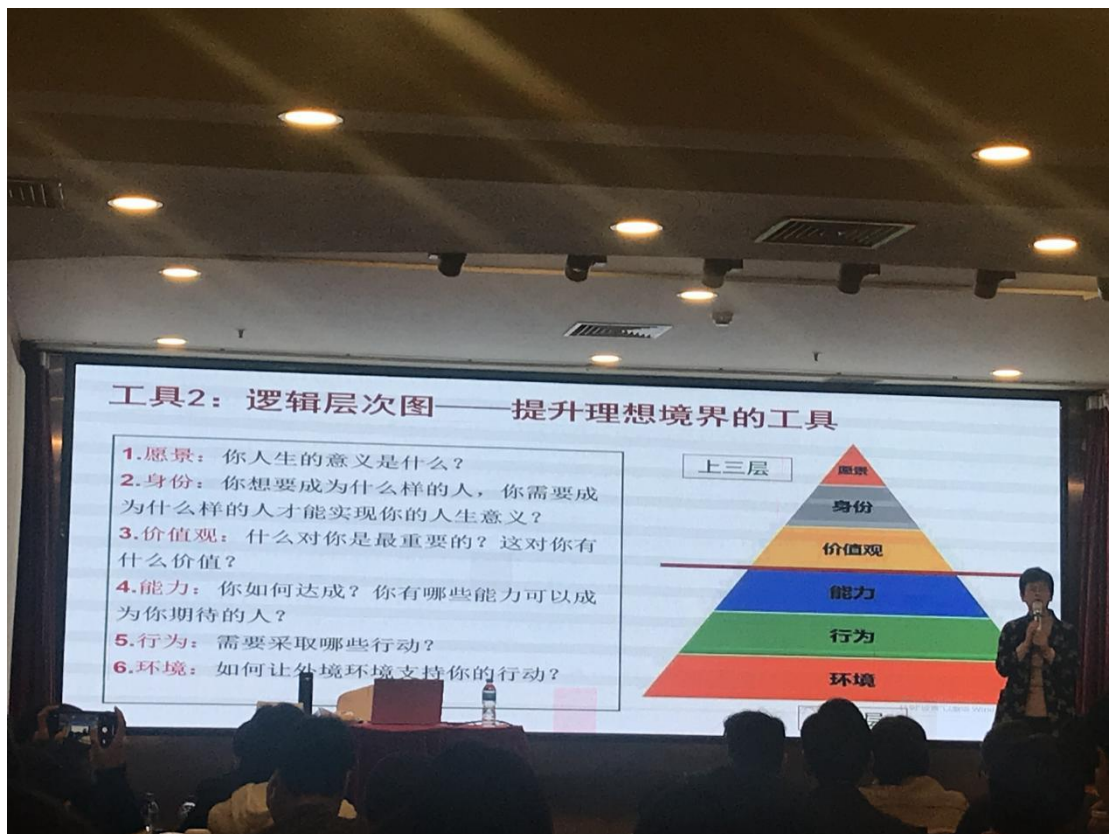 工具2：逻辑层次图——提升理想境界的工具
1.愿景：你人生的意义是什么？
2.身份：你想要成为什么样的人，你需要成
为什么样的人才能实现你的人生意义？
3.价值观：什么对你是最重要的？这对你有
什么价值？
4.能力：你如何达成？你有哪些能力可以成
为你期待的人？
5.行为：需要采取哪些行动？
6.环境：如何让外境环境支持你的行动？
上三层
愿景
身份
价值观
能力
行为
环境